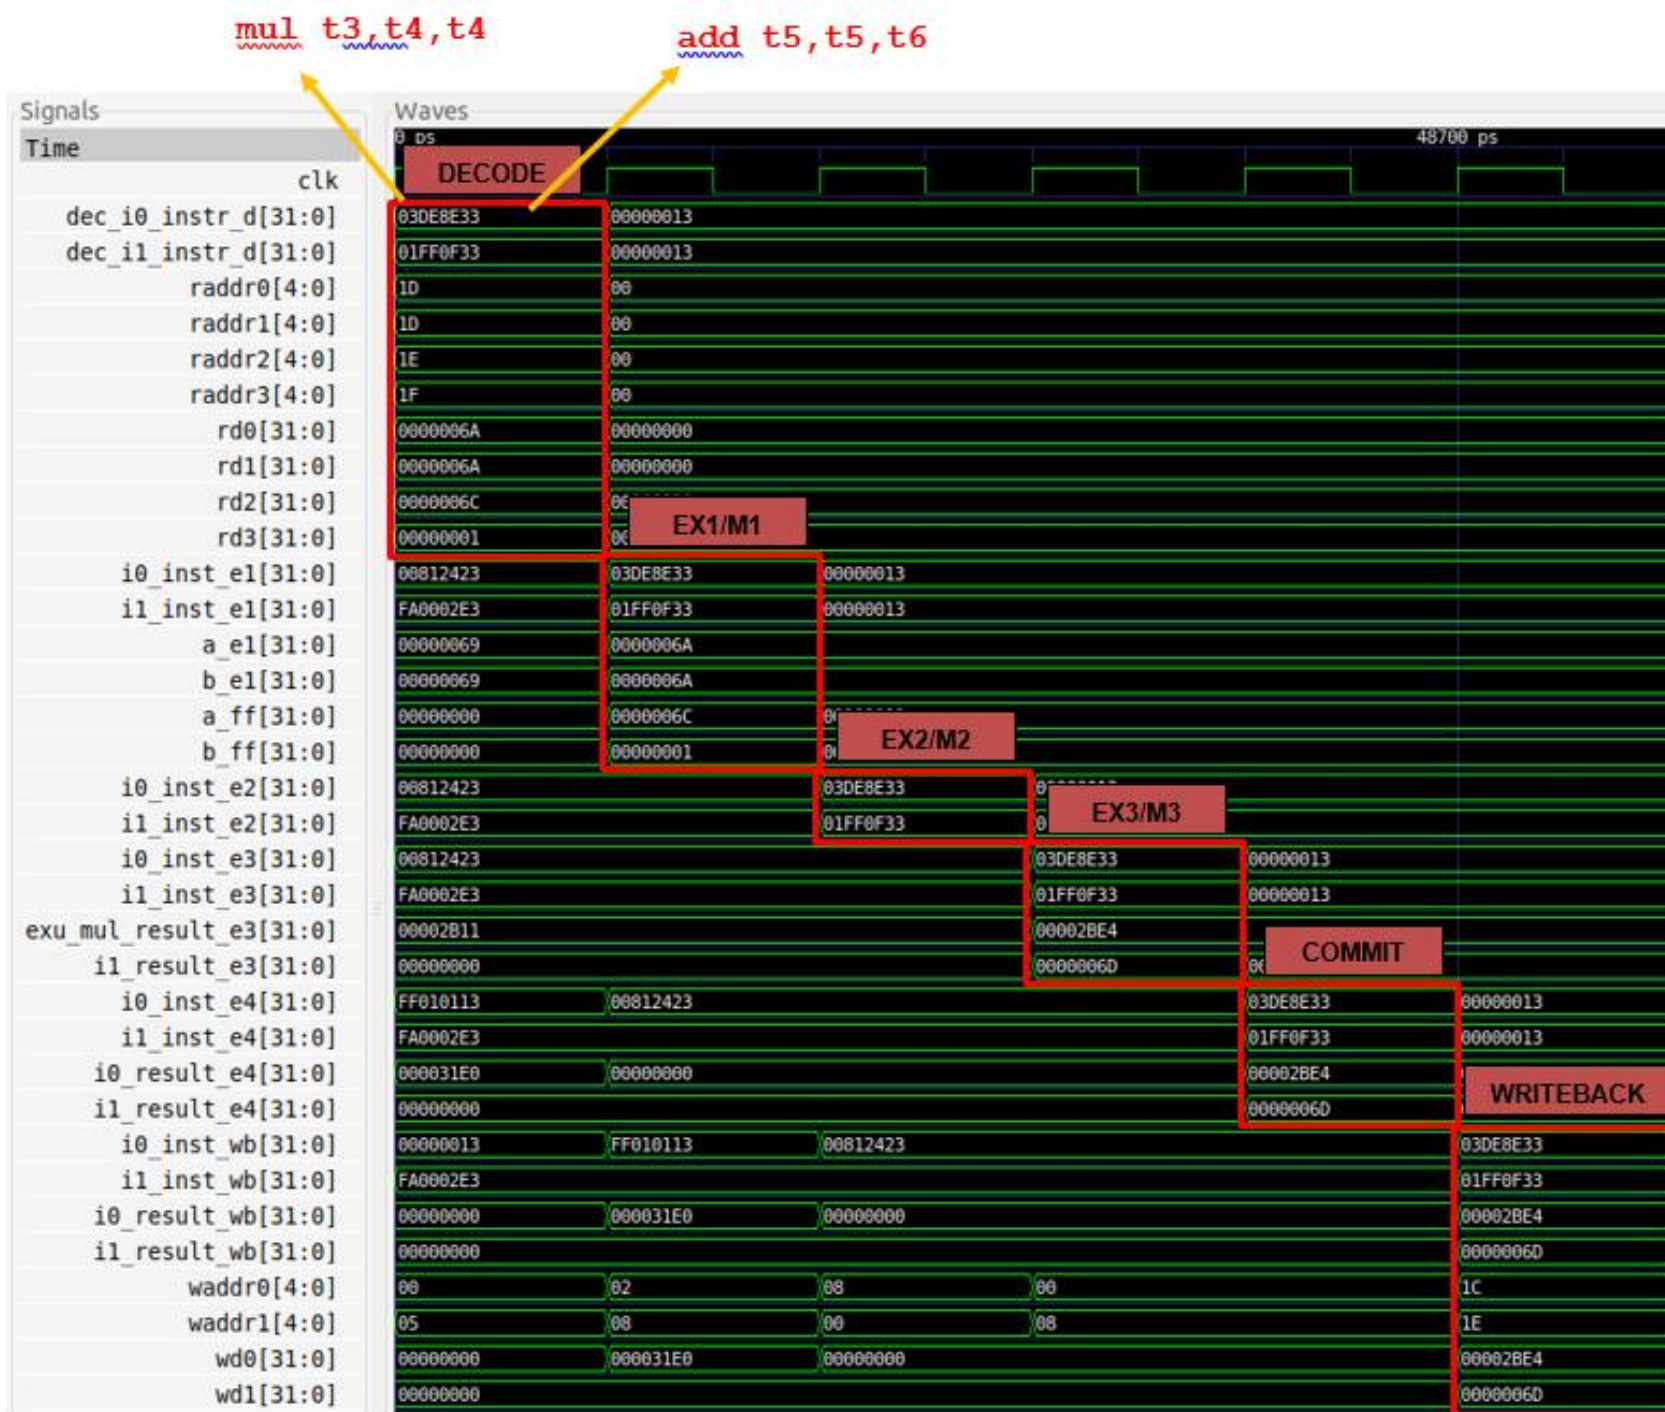 mul t3,t4,t4 add t5,t5,t6
Signals Waves
Time 0 ps 48700 ps
clk DECODE
dec_i0_instr_d[31:0] 03DE8E33 00000013
dec_i1_instr_d[31:0] 01FF0F33 00000013
raddr0[4:0] 1D 00
raddr1[4:0] 1D 00
raddr2[4:0] 1E 00
raddr3[4:0] 1F 00
rd0[31:0] 0000006A 00000000
rd1[31:0] 0000006A 00000000
rd2[31:0] 0000006C
rd3[31:0] 00000001
EX1/M1
i0_inst_e1[31:0] 00812423 03DE8E33 00000013
i1_inst_e1[31:0] FA0002E3 01FF0F33 00000013
a_e1[31:0] 00000069 0000006A
b_e1[31:0] 00000069 0000006A
a_ff[31:0] 00000000 0000006C
b_ff[31:0] 00000000 00000001
EX2/M2
i0_inst_e2[31:0] 00812423 03DE8E33
i1_inst_e2[31:0] FA0002E3 01FF0F33
EX3/M3
i0_inst_e3[31:0] 00812423 03DE8E33 00000013
i1_inst_e3[31:0] FA0002E3 01FF0F33 00000013
exu_mul_result_e3[31:0] 00002B11 00002BE4
i1_result_e3[31:0] 00000000 0000006D
COMMIT
i0_inst_e4[31:0] FF010113 00812423 03DE8E33 00000013
i1_inst_e4[31:0] FA0002E3 01FF0F33 00000013
i0_result_e4[31:0] 000031E0 00000000 00002BE4
i1_result_e4[31:0] 00000000 0000006D
WRITEBACK
i0_inst_wb[31:0] 00000013 FF010113 00812423 03DE8E33
i1_inst_wb[31:0] FA0002E3 01FF0F33
i0_result_wb[31:0] 00000000 000031E0 00000000 00002BE4
i1_result_wb[31:0] 00000000 0000006D
waddr0[4:0] 00 02 08 00 1C
waddr1[4:0] 05 08 00 08 1E
wd0[31:0] 00000000 000031E0 00000000 00002BE4
wd1[31:0] 00000000 0000006D